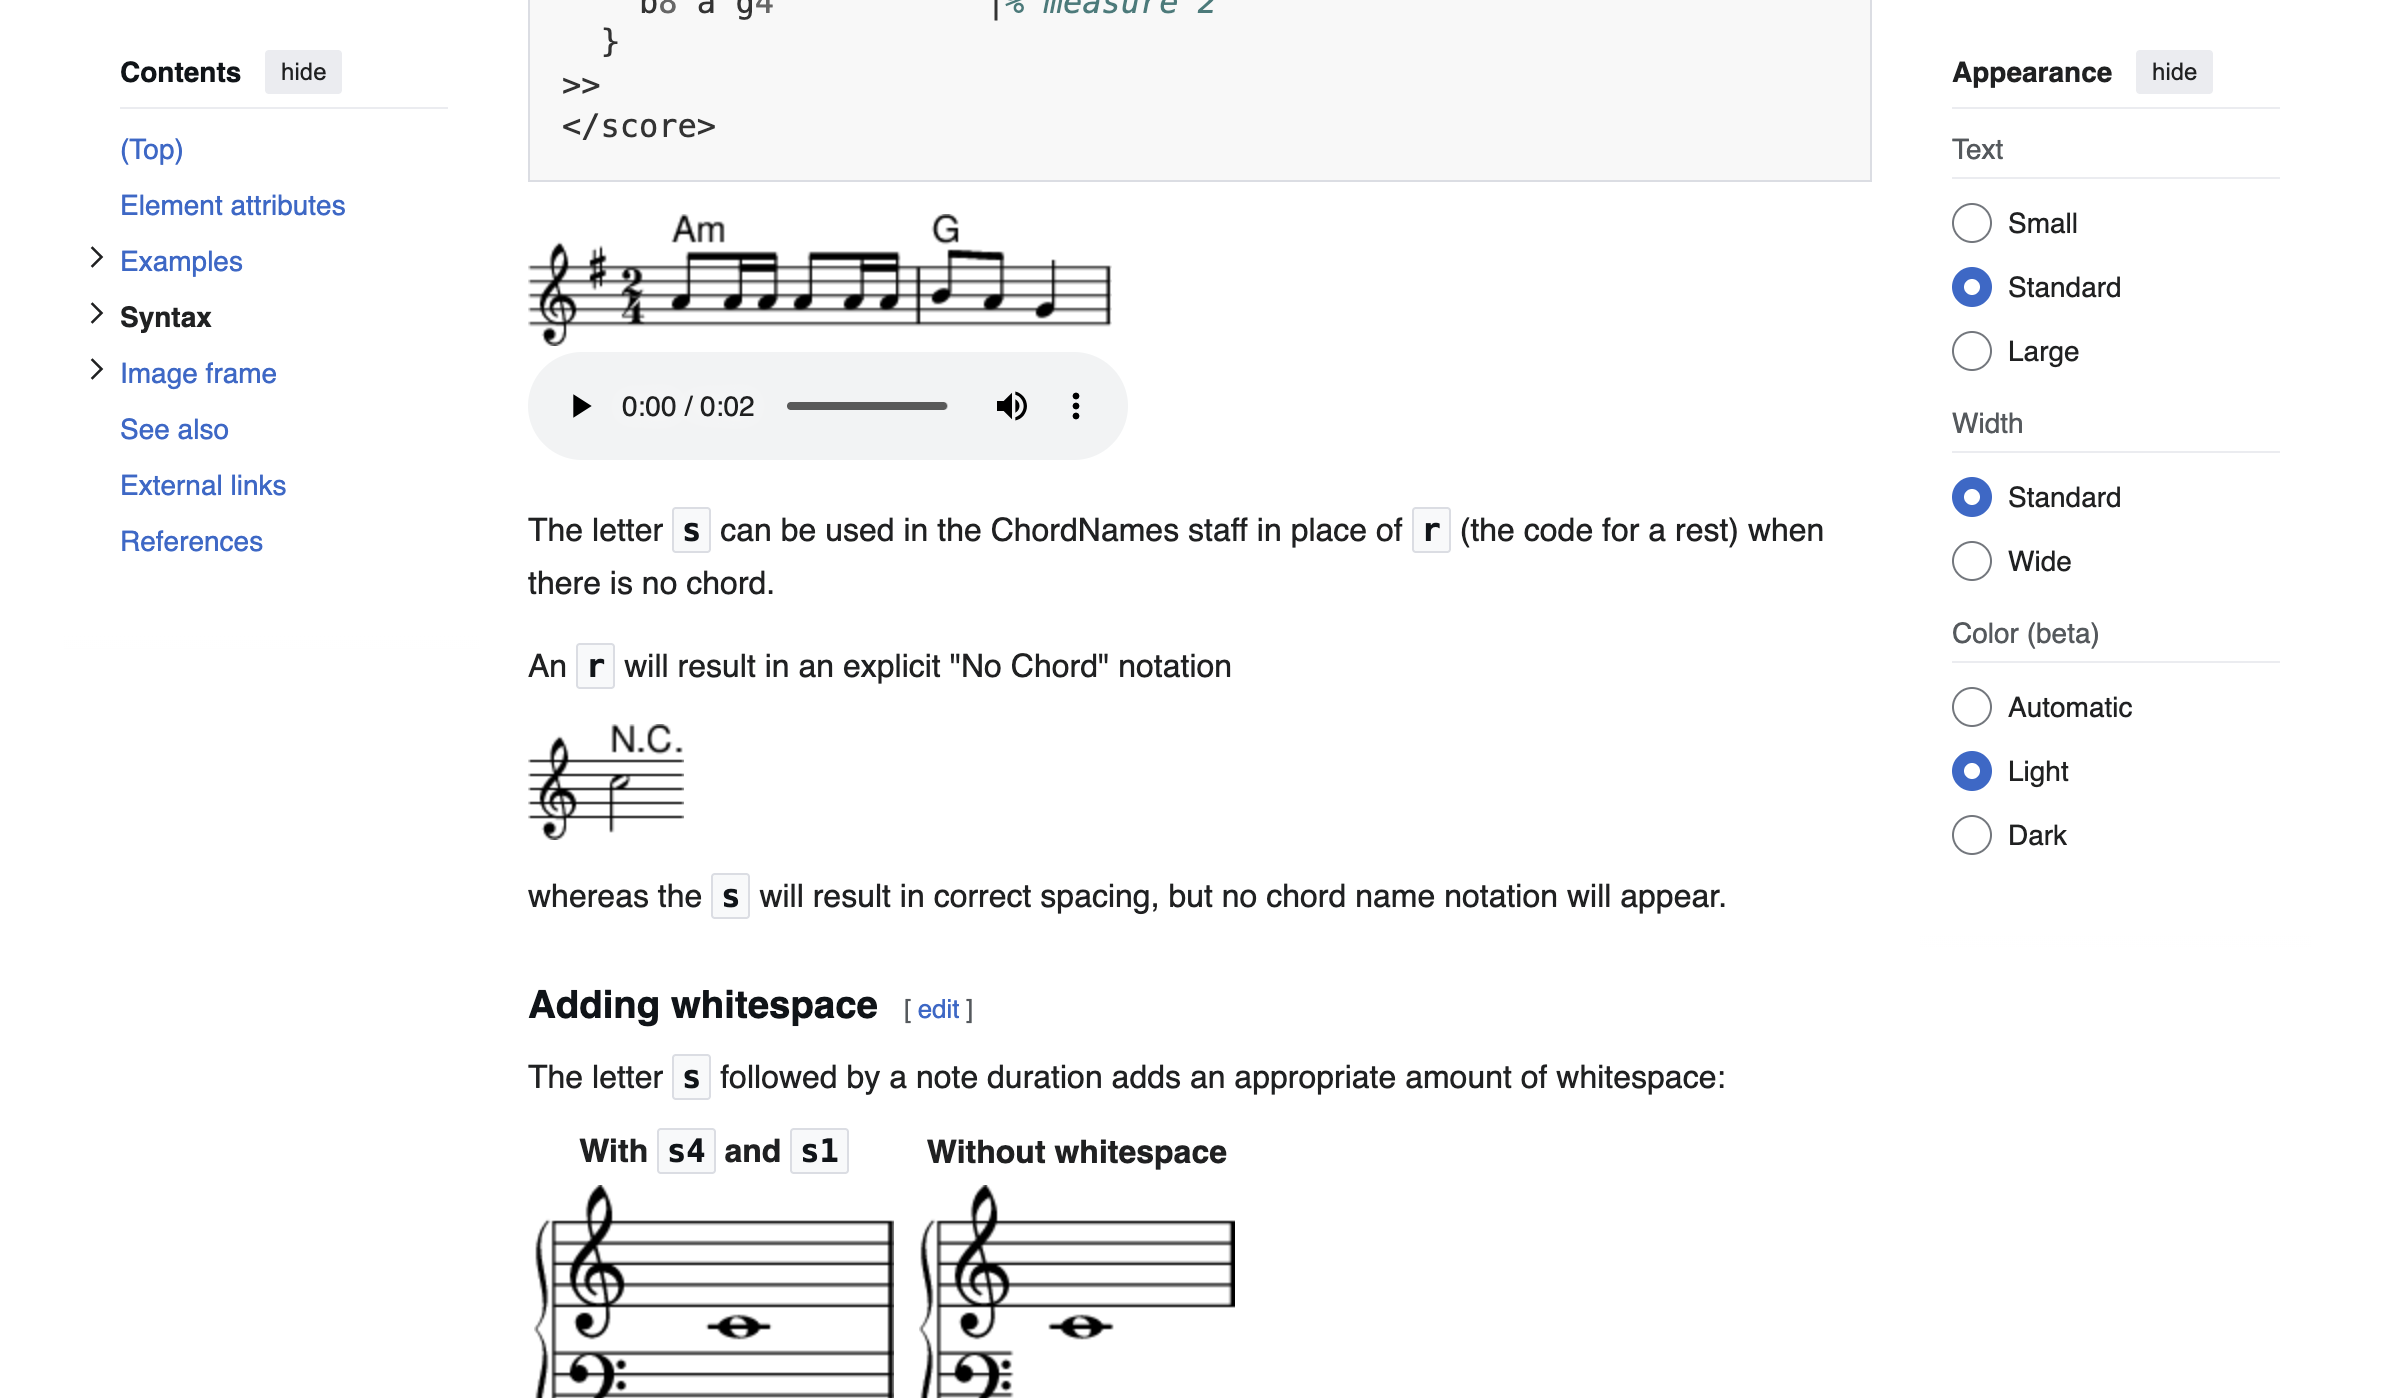 b8 a g4 |% measure 2
}
>>
</score>
Contents hide
(Top)
Element attributes
Examples
Syntax
Image frame
See also
External links
References
Am G
2
4
0:00 / 0:02
The letter s can be used in the ChordNames staff in place of r (the code for a rest) when
there is no chord.
An r will result in an explicit "No Chord" notation
N.C.
whereas the s will result in correct spacing, but no chord name notation will appear.
Adding whitespace [ edit ]
The letter s followed by a note duration adds an appropriate amount of whitespace:
With s4 and s1 Without whitespace
Appearance hide
Text
Small
Standard
Large
Width
Standard
Wide
Color (beta)
Automatic
Light
Dark